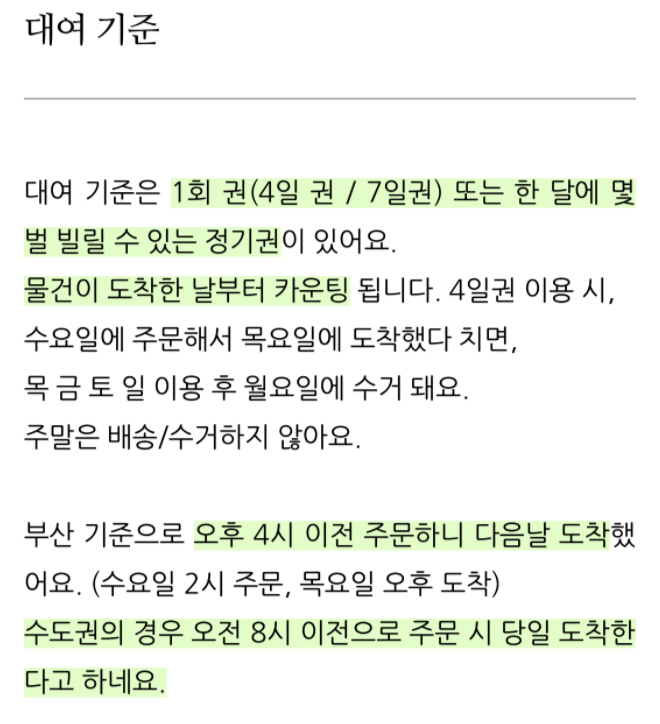 대여 기준
대여 기준은 1회 권(4일 권 / 7일권) 또는 한 달에 몇
벌 빌릴 수 있는 정기권이 있어요.
물건이 도착한 날부터 카운팅 됩니다. 4일권 이용 시,
수요일에 주문해서 목요일에 도착했다 치면,
목 금 토 일 이용 후 월요일에 수거 돼요.
주말은 배송/수거하지 않아요.
부산 기준으로 오후 4시 이전 주문하니 다음날 도착했
어요. (수요일 2시 주문, 목요일 오후 도착)
수도권의 경우 오전 8시 이전으로 주문 시 당일 도착한
다고 하네요.